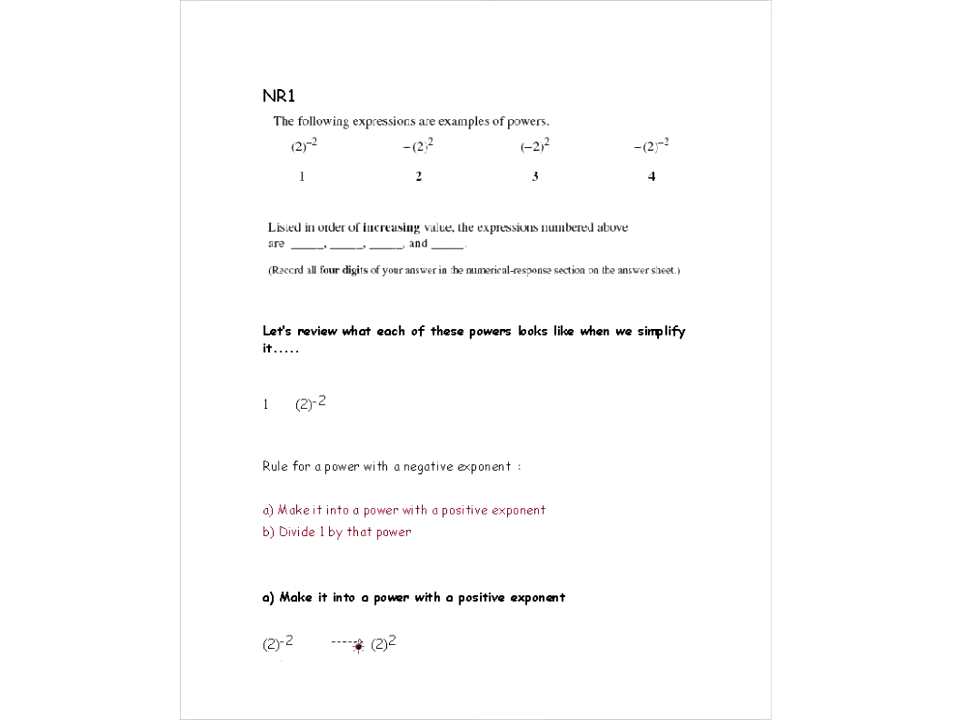 NR1
The following expressions are examples of powers.
(2)⁻² −(2)² (−2)² −(2)⁻²
1 2 3 4
Listed in order of increasing value, the expressions numbered above
are _____, _____, _____, and _____.
(Record all four digits of your answer in the numerical-response section on the answer sheet.)
Let's review what each of these powers looks like when we simplify
it.....
1 (2)⁻²
Rule for a power with a negative exponent :
a) Make it into a power with a positive exponent
b) Divide 1 by that power
a) Make it into a power with a positive exponent
(2)⁻² ----> (2)²